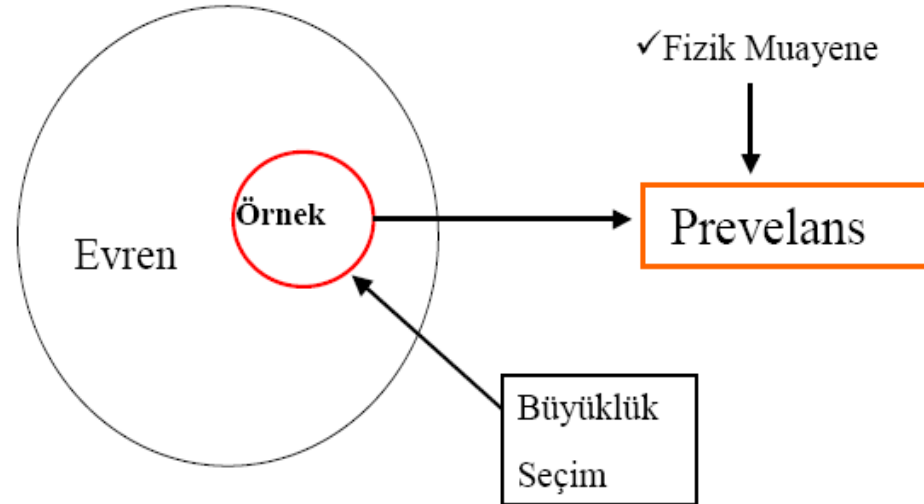 ✓Fizik Muayene
Örnek
Prevelans
Evren
Büyüklük
Seçim